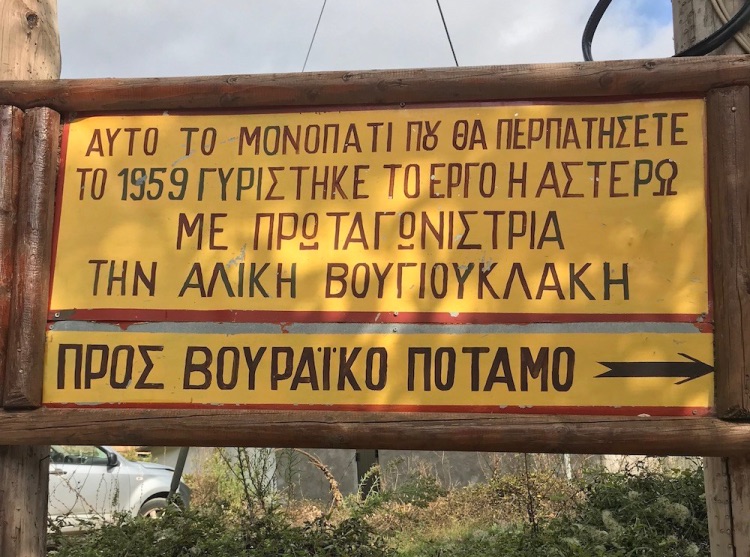 ΑΥΤΟ ΤΟ ΜΟΝΟΠΑΤΙ ΠȢ ΘΑ ΠΕΡΠΑΤΗΣΕΤΕ
ΤΟ 1959 ΓΥΡΙΣΤΗΚΕ ΤΟ ΕΡΓΟ Η ΑΣΤΕΡΩ
ΜΕ ΠΡΩΤΑΓΩΝΙΣΤΡΙΑ
ΤΗΝ ΑΛΙΚΗ ΒΟΥΓΙΟΥΚΛΑΚΗ
ΠΡΟΣ ΒΟΥΡΑΪΚΟ ΠΟΤΑΜΟ